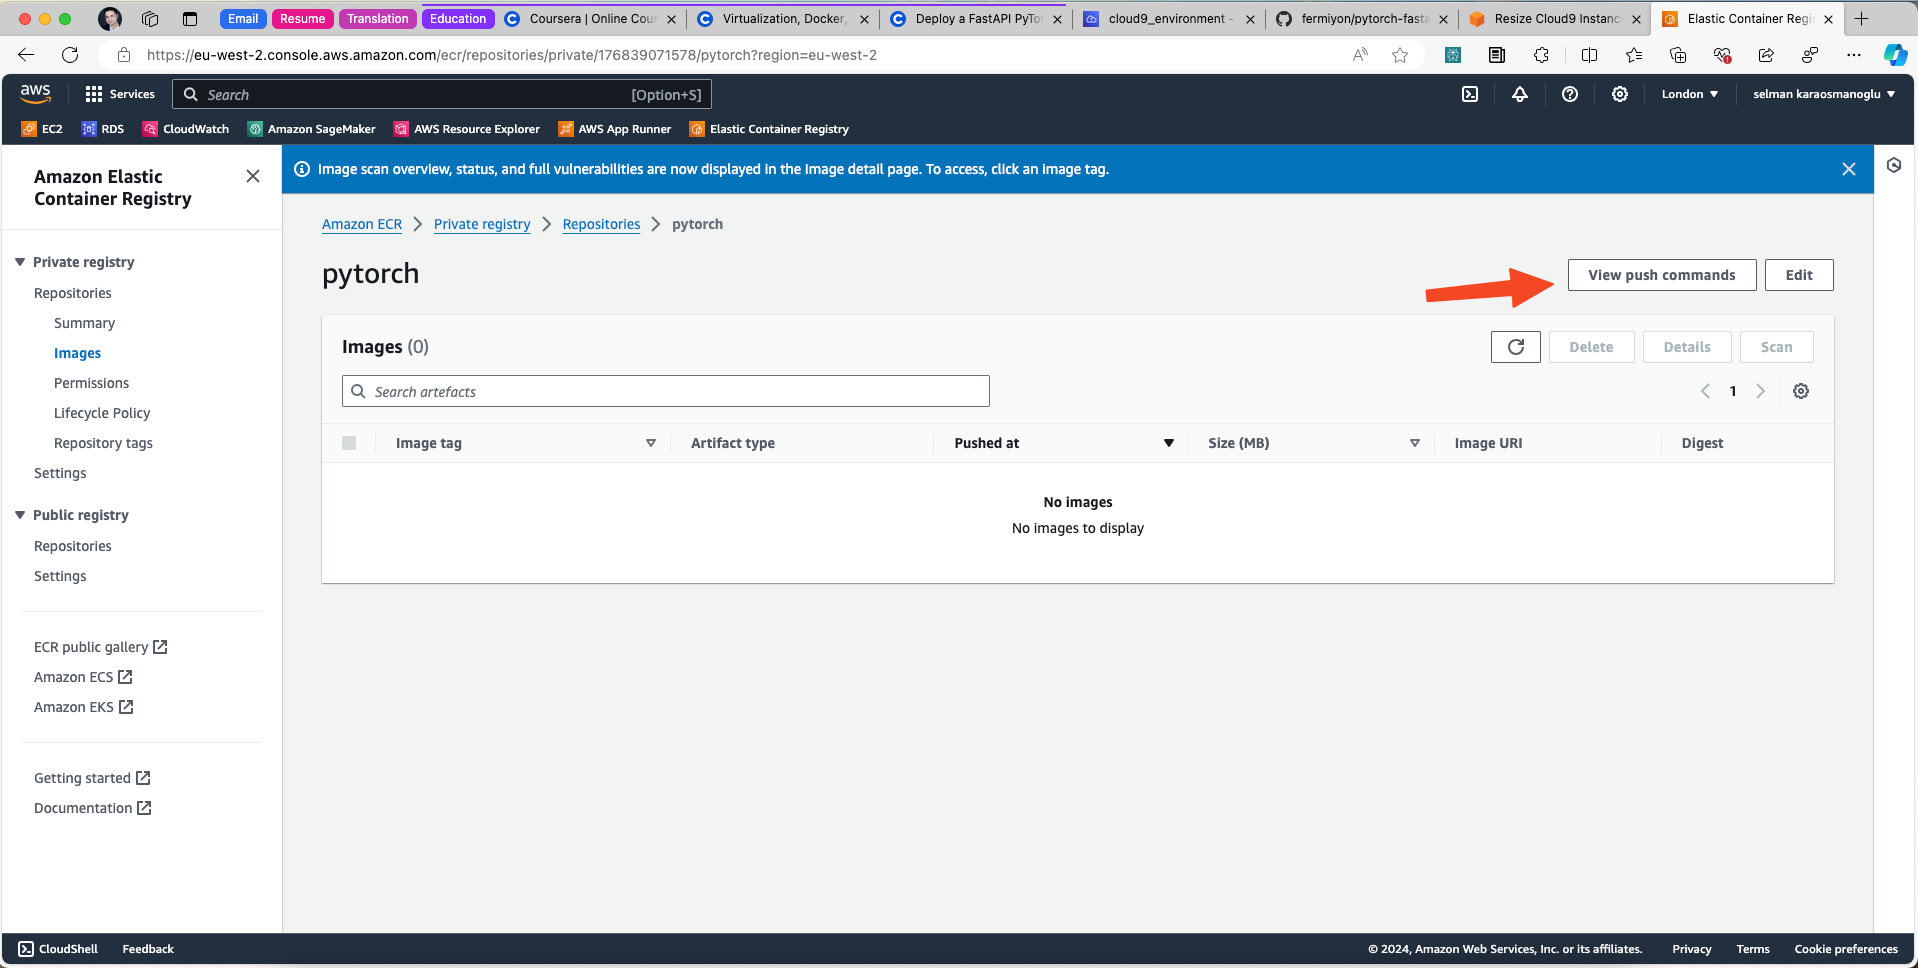 Email Resume Translation Education Coursera | Online Cour Virtualization, Docker, Deploy a FastAPI PyTor cloud9_environment - fermiyon/pytorch-fasta Resize Cloud9 Instanc Elastic Container Regi
https://eu-west-2.console.aws.amazon.com/ecr/repositories/private/176839071578/pytorch?region=eu-west-2
aws Services Search [Option+S] London selman karaosmanoglu
EC2 RDS CloudWatch Amazon SageMaker AWS Resource Explorer AWS App Runner Elastic Container Registry
Amazon Elastic
Container Registry
Private registry
Repositories
Summary
Images
Permissions
Lifecycle Policy
Repository tags
Settings
Public registry
Repositories
Settings
ECR public gallery
Amazon ECS
Amazon EKS
Getting started
Documentation
Image scan overview, status, and full vulnerabilities are now displayed in the Image detail page. To access, click an image tag.
Amazon ECR Private registry Repositories pytorch
pytorch View push commands Edit
Images (0) Delete Details Scan
Search artefacts 1
Image tag Artifact type Pushed at Size (MB) Image URI Digest
No images
No images to display
CloudShell Feedback © 2024, Amazon Web Services, Inc. or its affiliates. Privacy Terms Cookie preferences